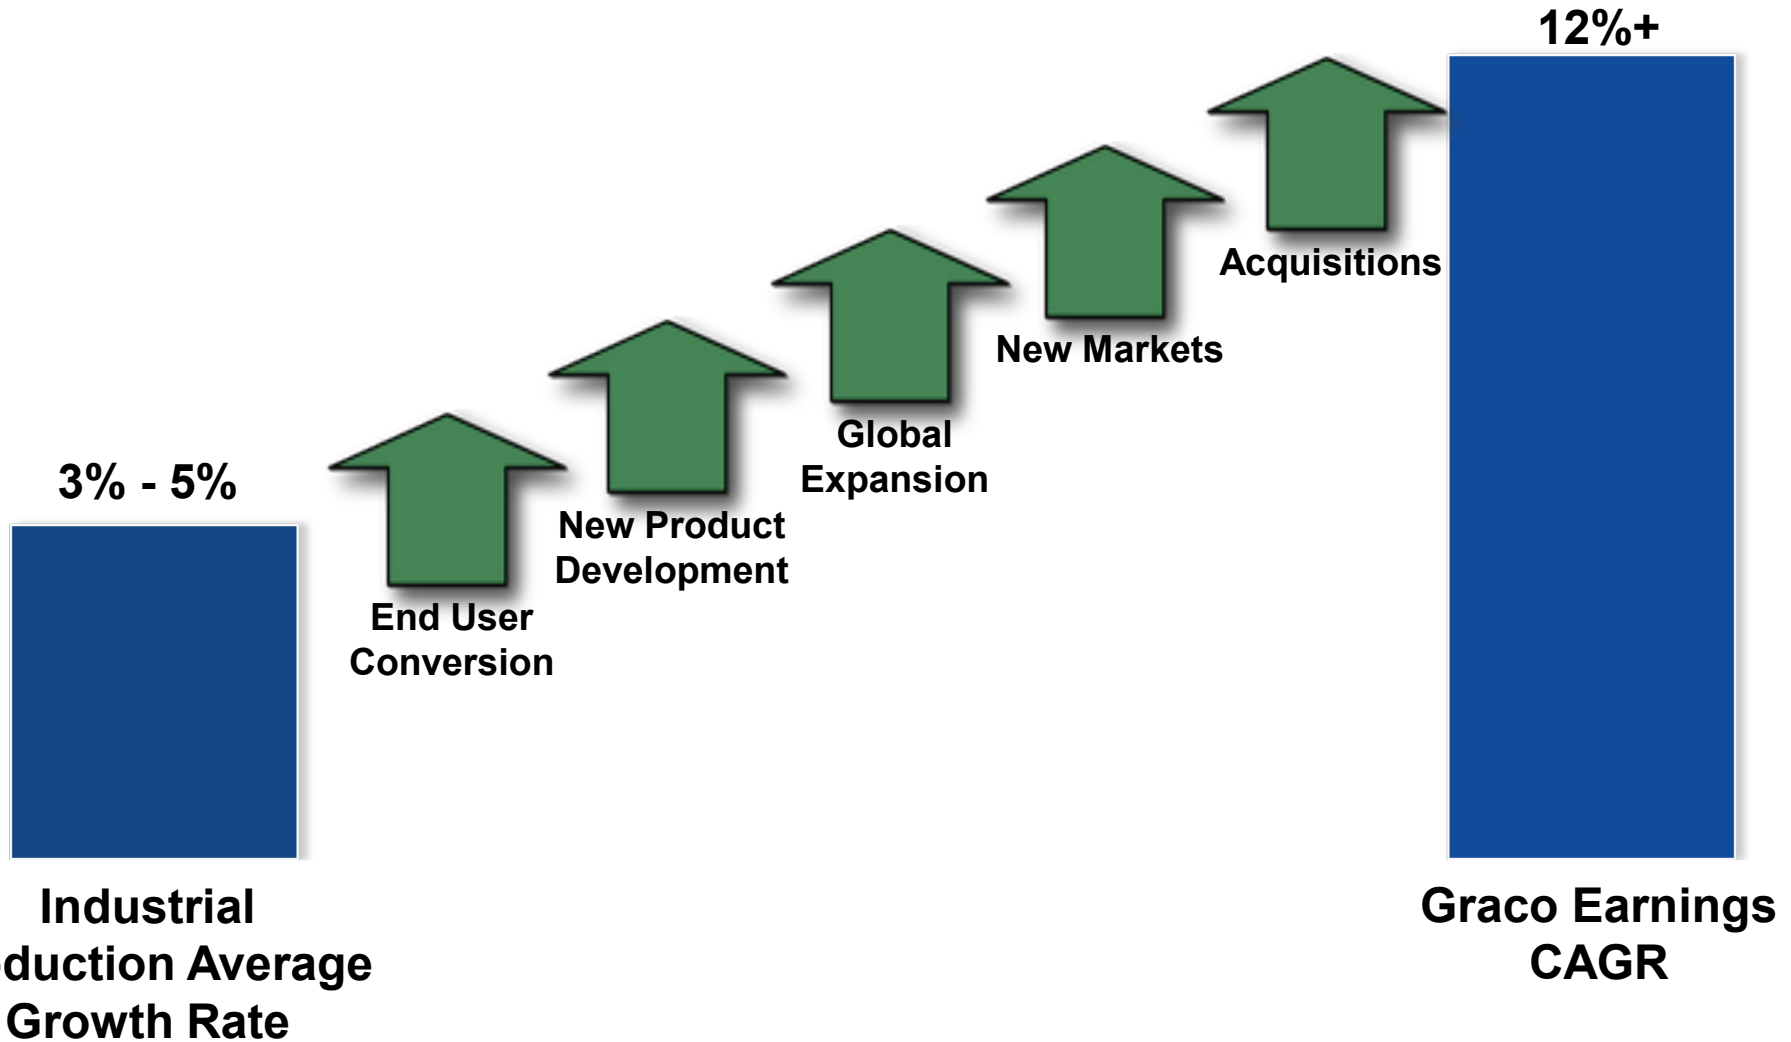 12%+
Acquisitions
New Markets
Global
Expansion
3% - 5%
New Product
Development
End User
Conversion
Industrial
duction Average
Growth Rate
Graco Earnings
CAGR